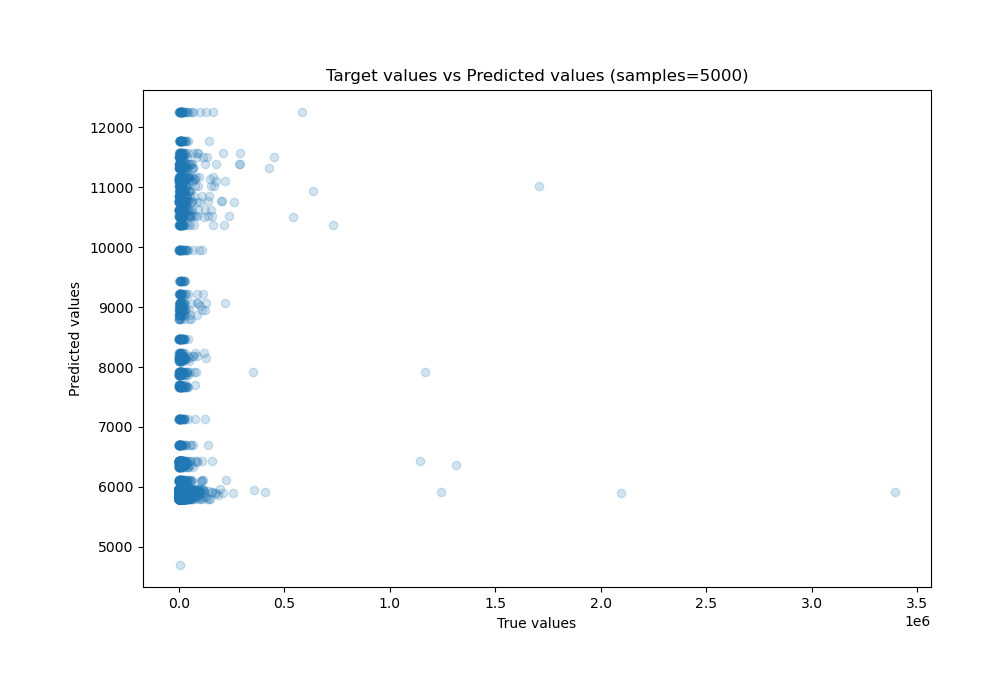 Target values vs Predicted values (samples=5000)
Predicted values
12000
11000
10000
9000
8000
7000
6000
5000
0.0 0.5 1.0 1.5 2.0 2.5 3.0 3.5
1e6
True values